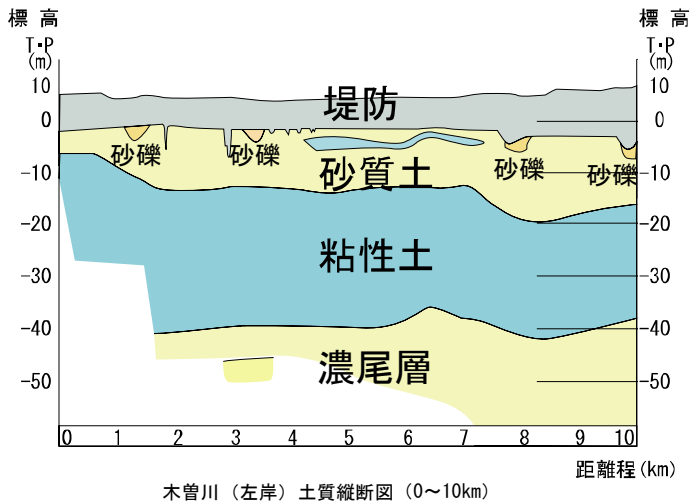 標高
T·P
(m)
標高
T·P
(m)
10
0
-10
-20
-30
-40
-50
10
0
-10
-20
-30
-40
-50
堤防
砂礫
砂礫
砂質土
砂礫
砂礫
粘性土
濃尾層
0 1 2 3 4 5 6 7 8 9 10
距離程(km)
木曽川（左岸）土質縦断図（0～10km）